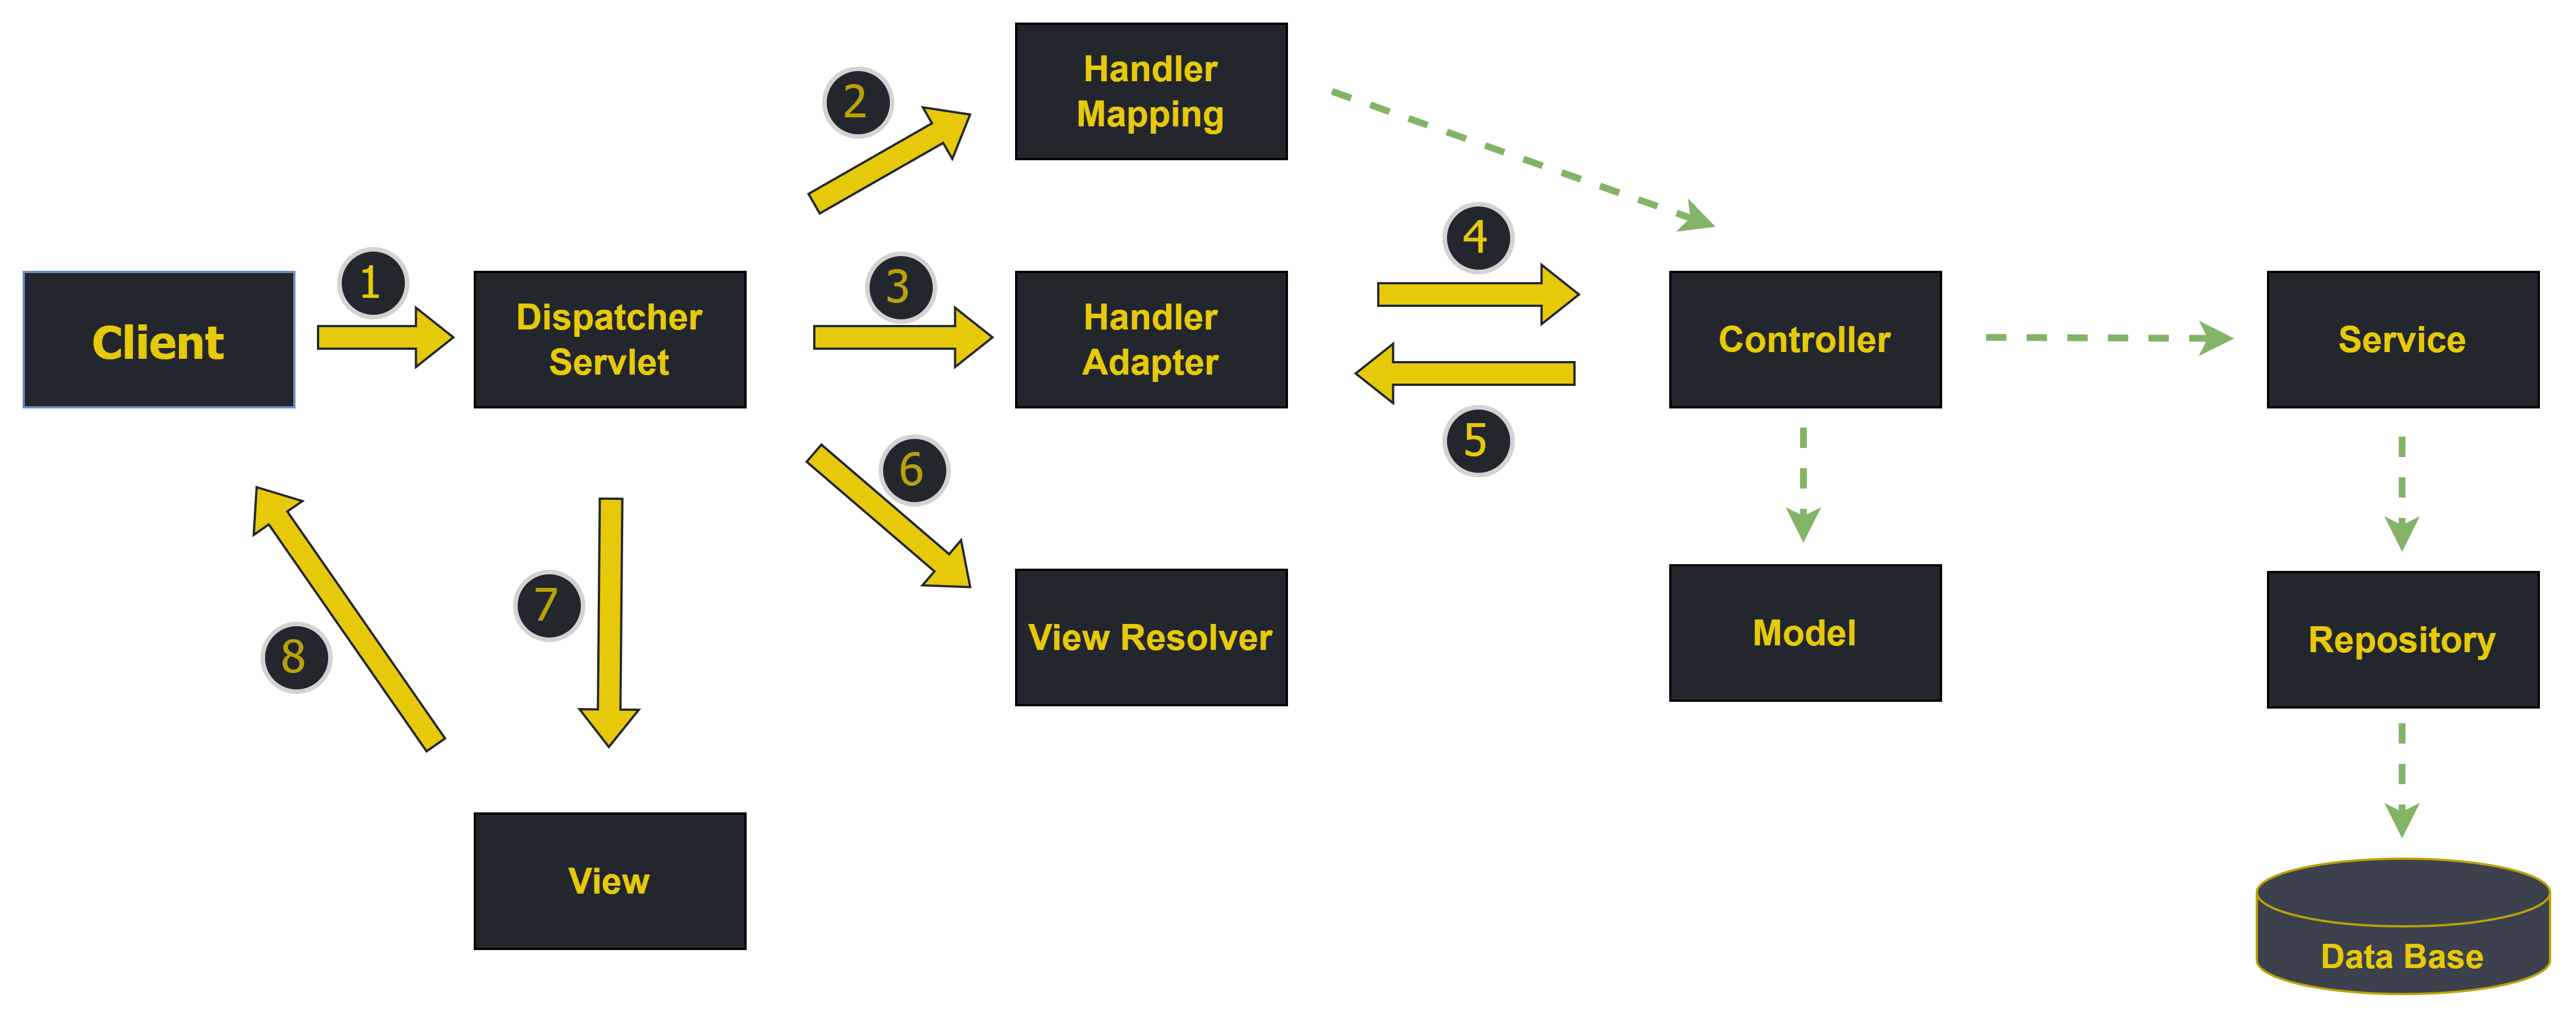 Handler
Mapping
2
4
1
3
Client
Dispatcher
Servlet
Handler
Adapter
Controller
Service
5
6
7
8
View Resolver
Model
Repository
View
Data Base